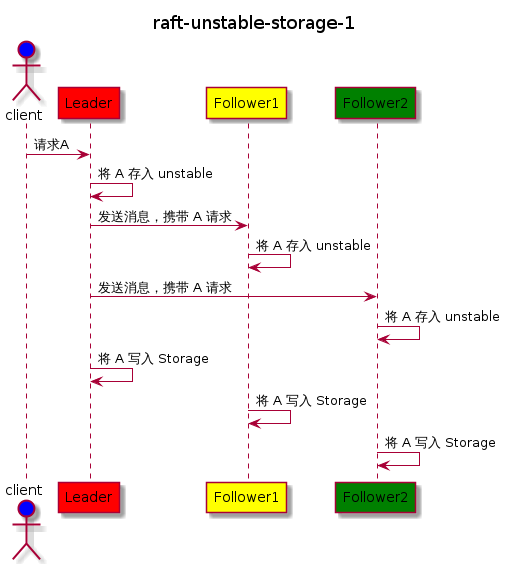 raft-unstable-storage-1
client
Leader
Follower1
Follower2
请求A
将 A 存入 unstable
发送消息，携带 A 请求
将 A 存入 unstable
发送消息，携带 A 请求
将 A 存入 unstable
将 A 写入 Storage
将 A 写入 Storage
将 A 写入 Storage
client
Leader
Follower1
Follower2